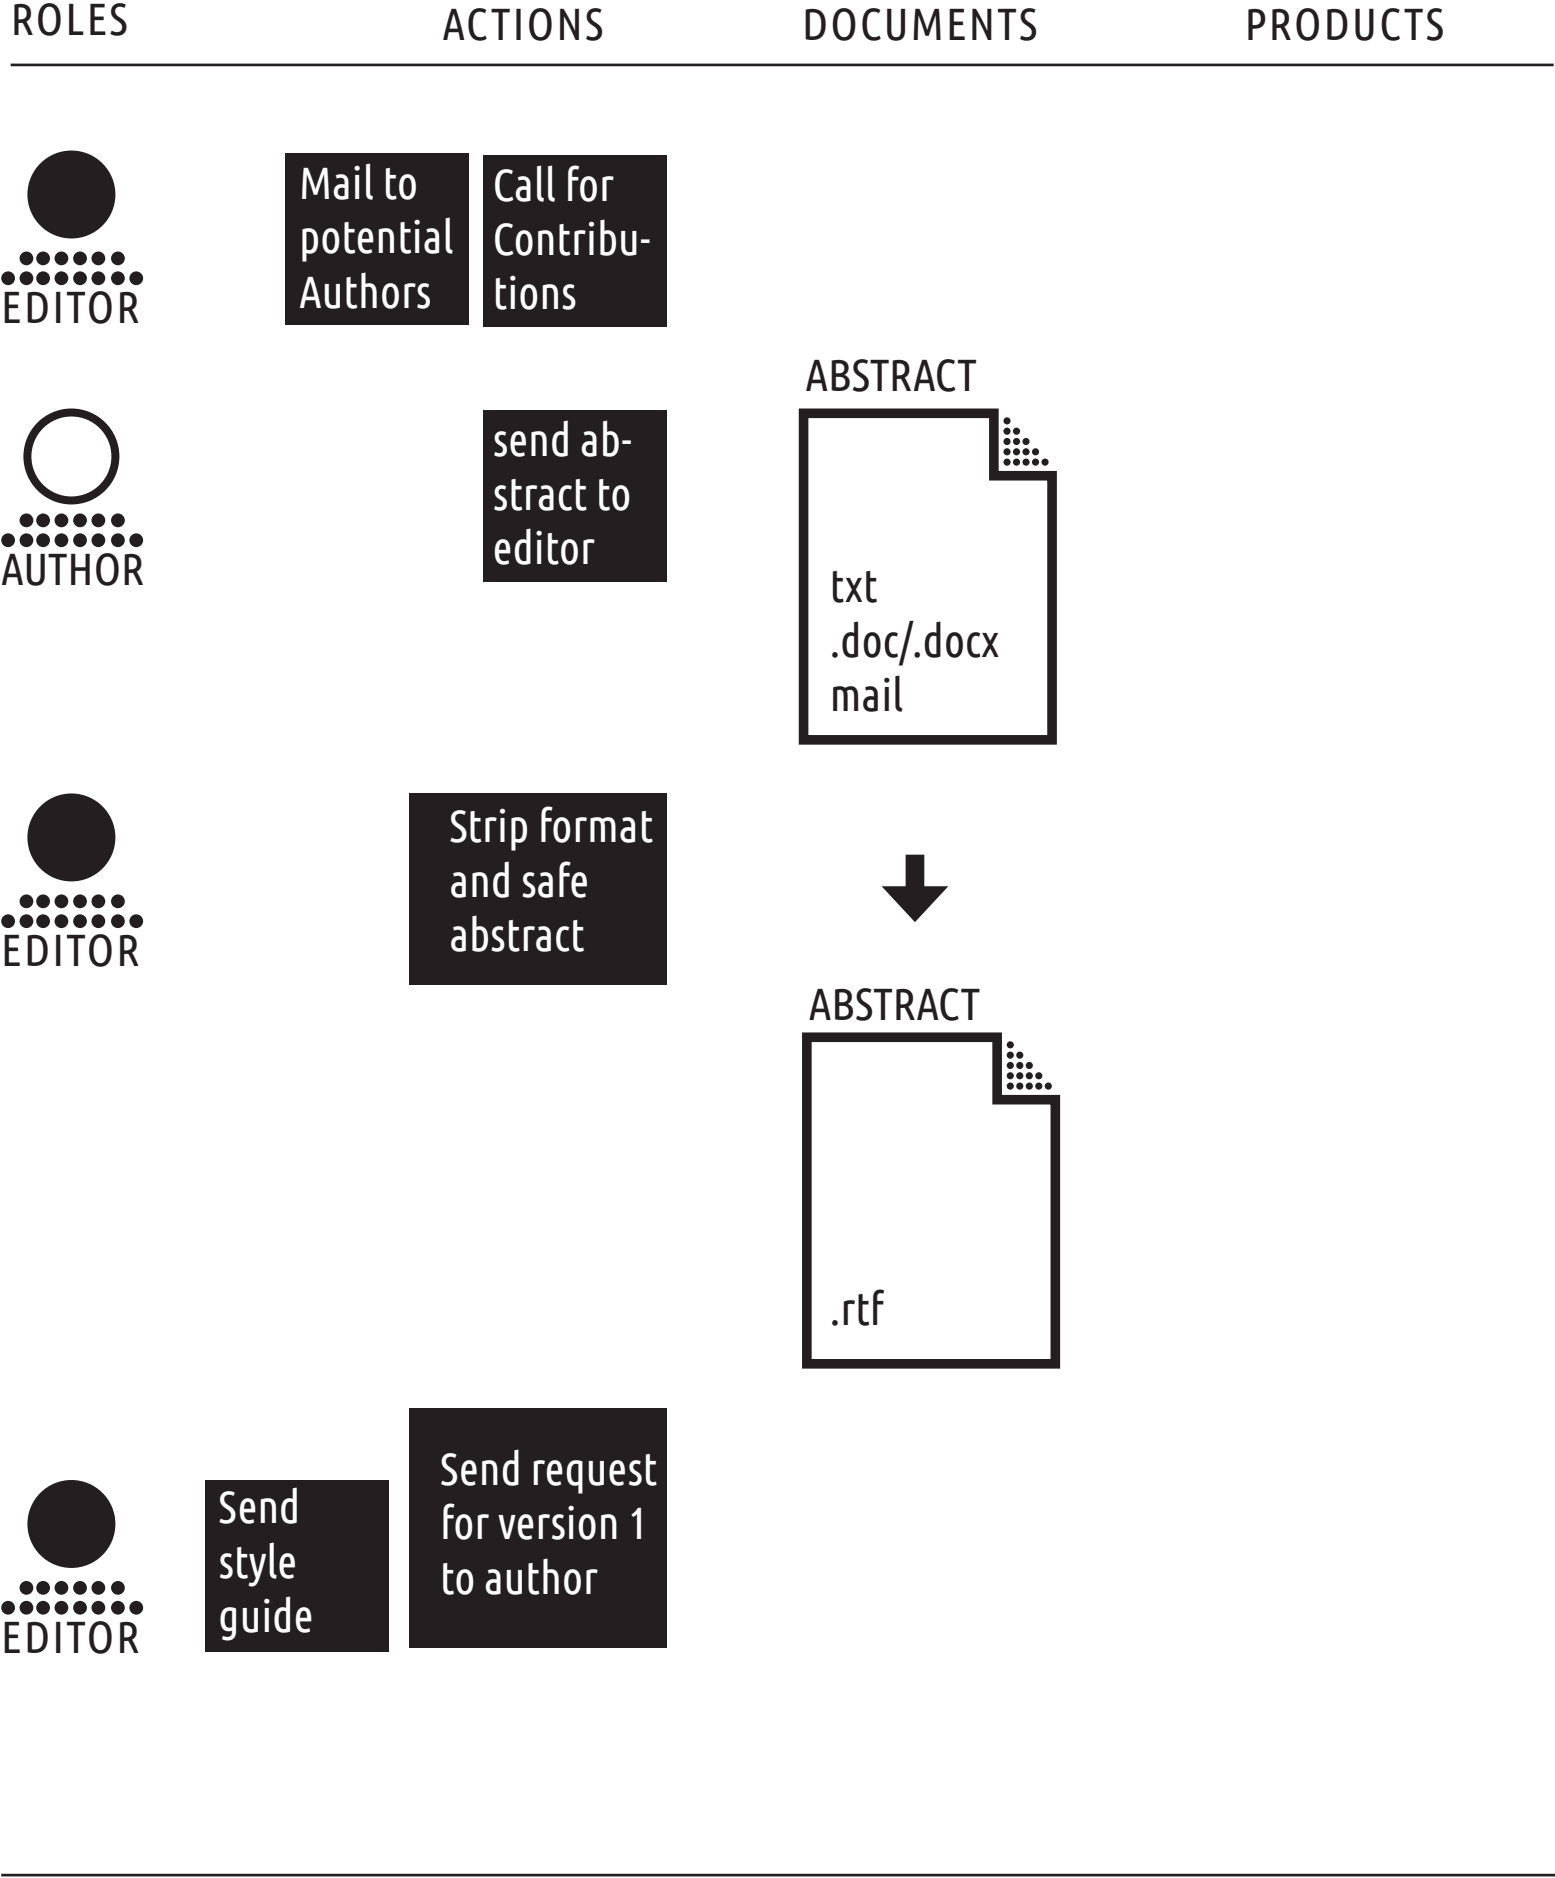 ROLES
ACTIONS
DOCUMENTS
PRODUCTS
EDITOR
Mail to
potential
Authors
Call for
Contribu-
tions
AUTHOR
send ab-
stract to
editor
ABSTRACT
txt
.doc/.docx
mail
EDITOR
Strip format
and safe
abstract
ABSTRACT
.rtf
EDITOR
Send
style
guide
Send request
for version 1
to author